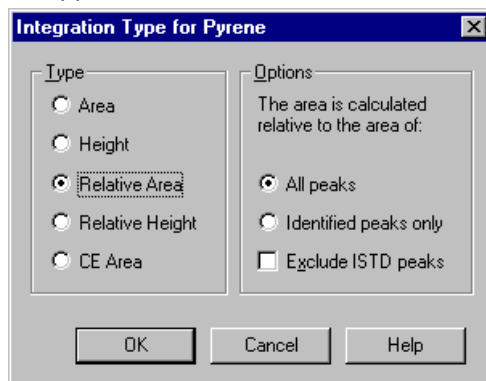 Integration Type for Pyrene
Type
Area
Height
Relative Area
Relative Height
CE Area
Options
The area is calculated
relative to the area of:
All peaks
Identified peaks only
Exclude ISTD peaks
OK
Cancel
Help